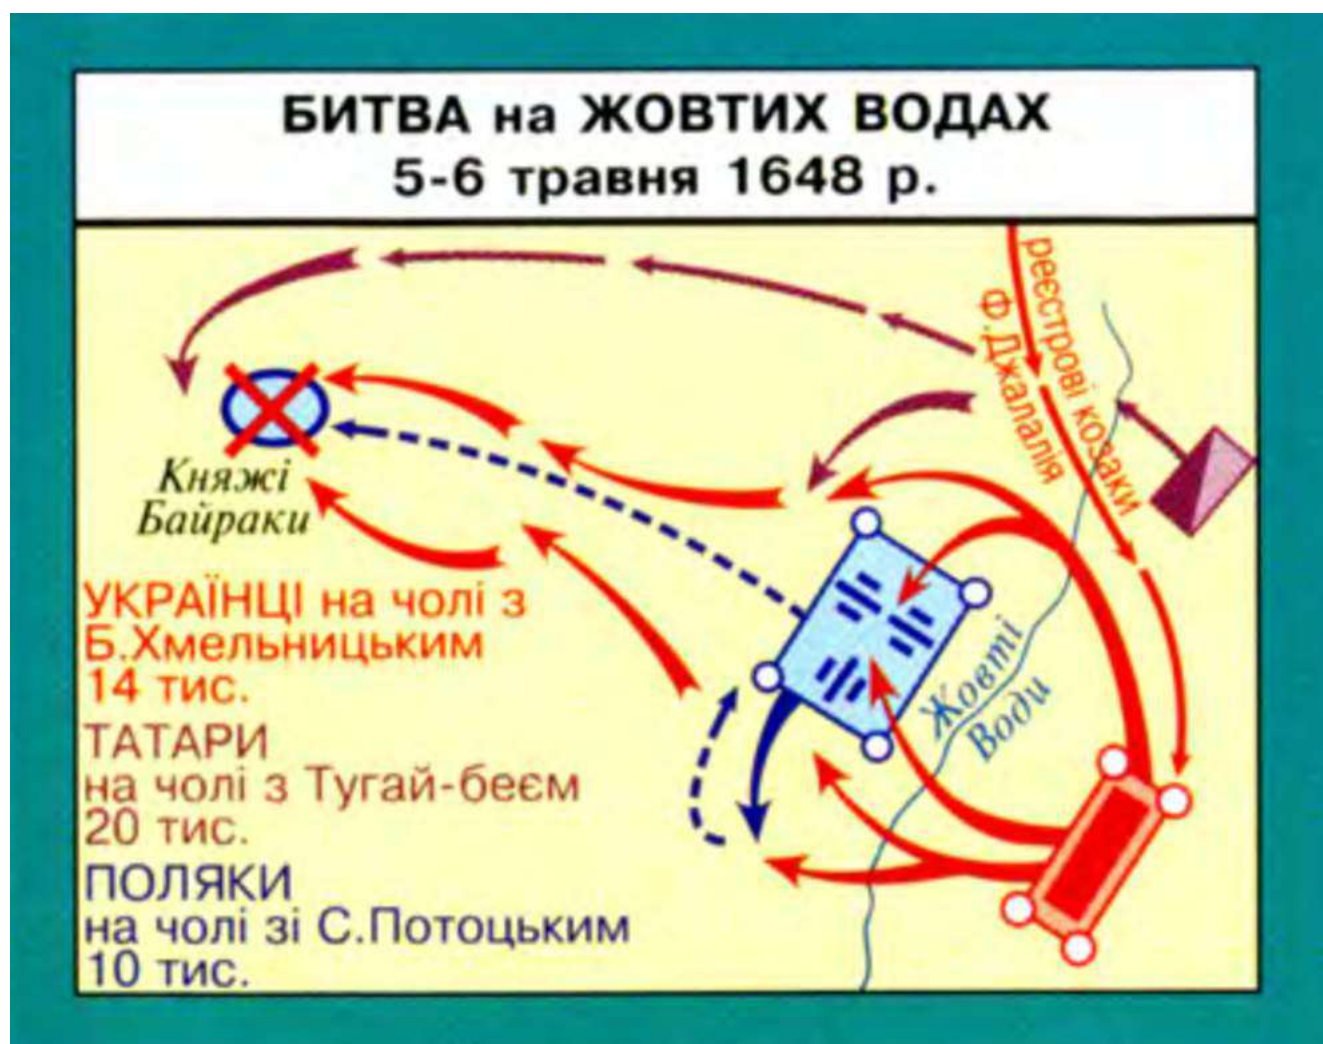 БИТВА на ЖОВТИХ ВОДАХ
5-6 травня 1648 р.
реєстрові козаки
Ф.Джалалія
Княжі
Байраки
Жовті
Води
УКРАЇНЦІ на чолі з
Б.Хмельницьким
14 тис.
ТАТАРИ
на чолі з Тугай-беєм
20 тис.
ПОЛЯКИ
на чолі зі С.Потоцьким
10 тис.